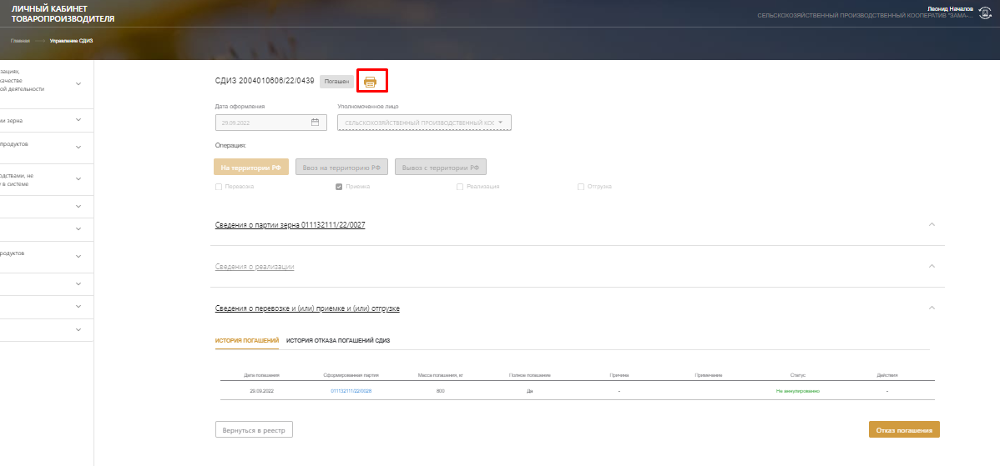 ЛИЧНЫЙ КАБИНЕТ
ТОВАРОПРОИЗВОДИТЕЛЯ
Леонид Началов
СЕЛЬСКОХОЗЯЙСТВЕННЫЙ ПРОИЗВОДСТВЕННЫЙ КООПЕРАТИВ "ЗАМА-...
Главная Управление СДИЗ
зациях,
качестве
ой деятельности
ми зерна
продуктов
одствами, не
у в системе
родуктов
СДИЗ 2004010606/22/0439 Погашен
Дата оформления Уполномоченное лицо
29.09.2022 СЕЛЬСКОХОЗЯЙСТВЕННЫЙ ПРОИЗВОДСТВЕННЫЙ КОС
Операция:
На территории РФ Ввоз на территорию РФ Вывоз с территории РФ
Перевозка Приемка Реализация Отгрузка
Сведения о партии зерна 011132111/22/0027
Сведения о реализации
Сведения о перевозке и (или) приемке и (или) отгрузке
ИСТОРИЯ ПОГАШЕНИЙ ИСТОРИЯ ОТКАЗА ПОГАШЕНИЙ СДИЗ
Дата погашения Сформированная партия Масса погашения, кг Полное погашение Причина Примечание Статус Действия
29.09.2022 011132111/22/0028 800 Да - Не аннулировано -
Вернуться в реестр Отказ погашения